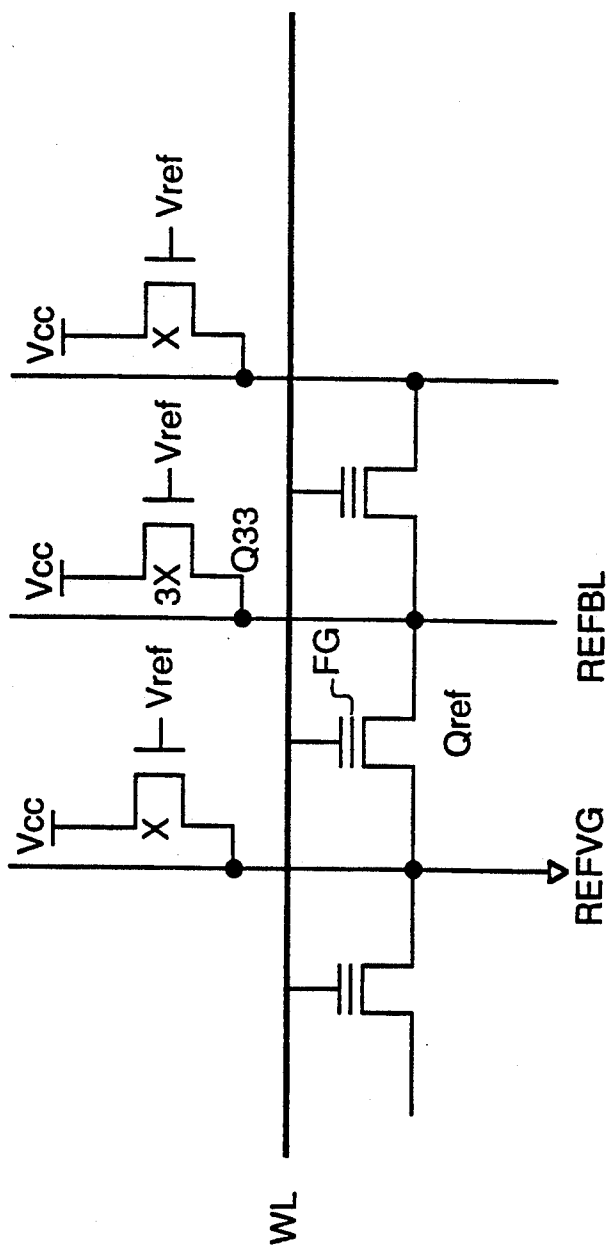 Vcc
Vcc
Vcc
X
3X
X
Vref
Vref
Vref
Q33
WL
FG
Qref
REFVG
REFBL